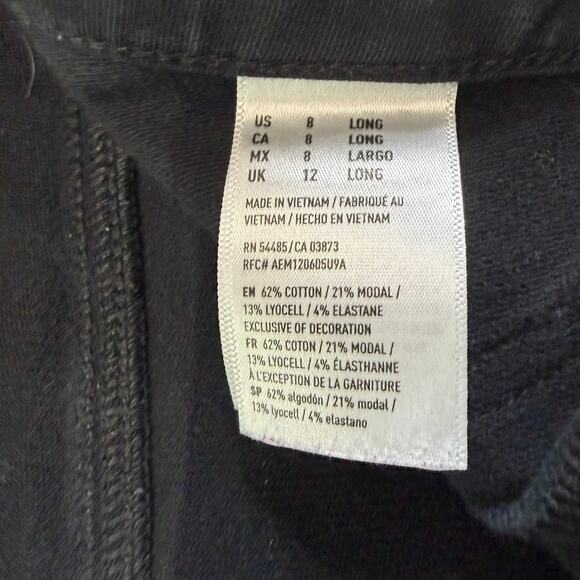 US 8 LONG
CA 8 LONG
MX 8 LARGO
UK 12 LONG
MADE IN VIETNAM / FABRIQUÉ AU
VIETNAM / HECHO EN VIETNAM
RN 54485 / CA 03873
RFC# AEM120605U9A
EN 62% COTTON / 21% MODAL /
13% LYOCELL / 4% ELASTANE
EXCLUSIVE OF DECORATION
FR 62% COTON / 21% MODAL /
13% LYOCELL / 4% ÉLASTHANNE
À L'EXCEPTION DE LA GARNITURE
SP 62% algodón / 21% modal /
13% lyocell / 4% elastano